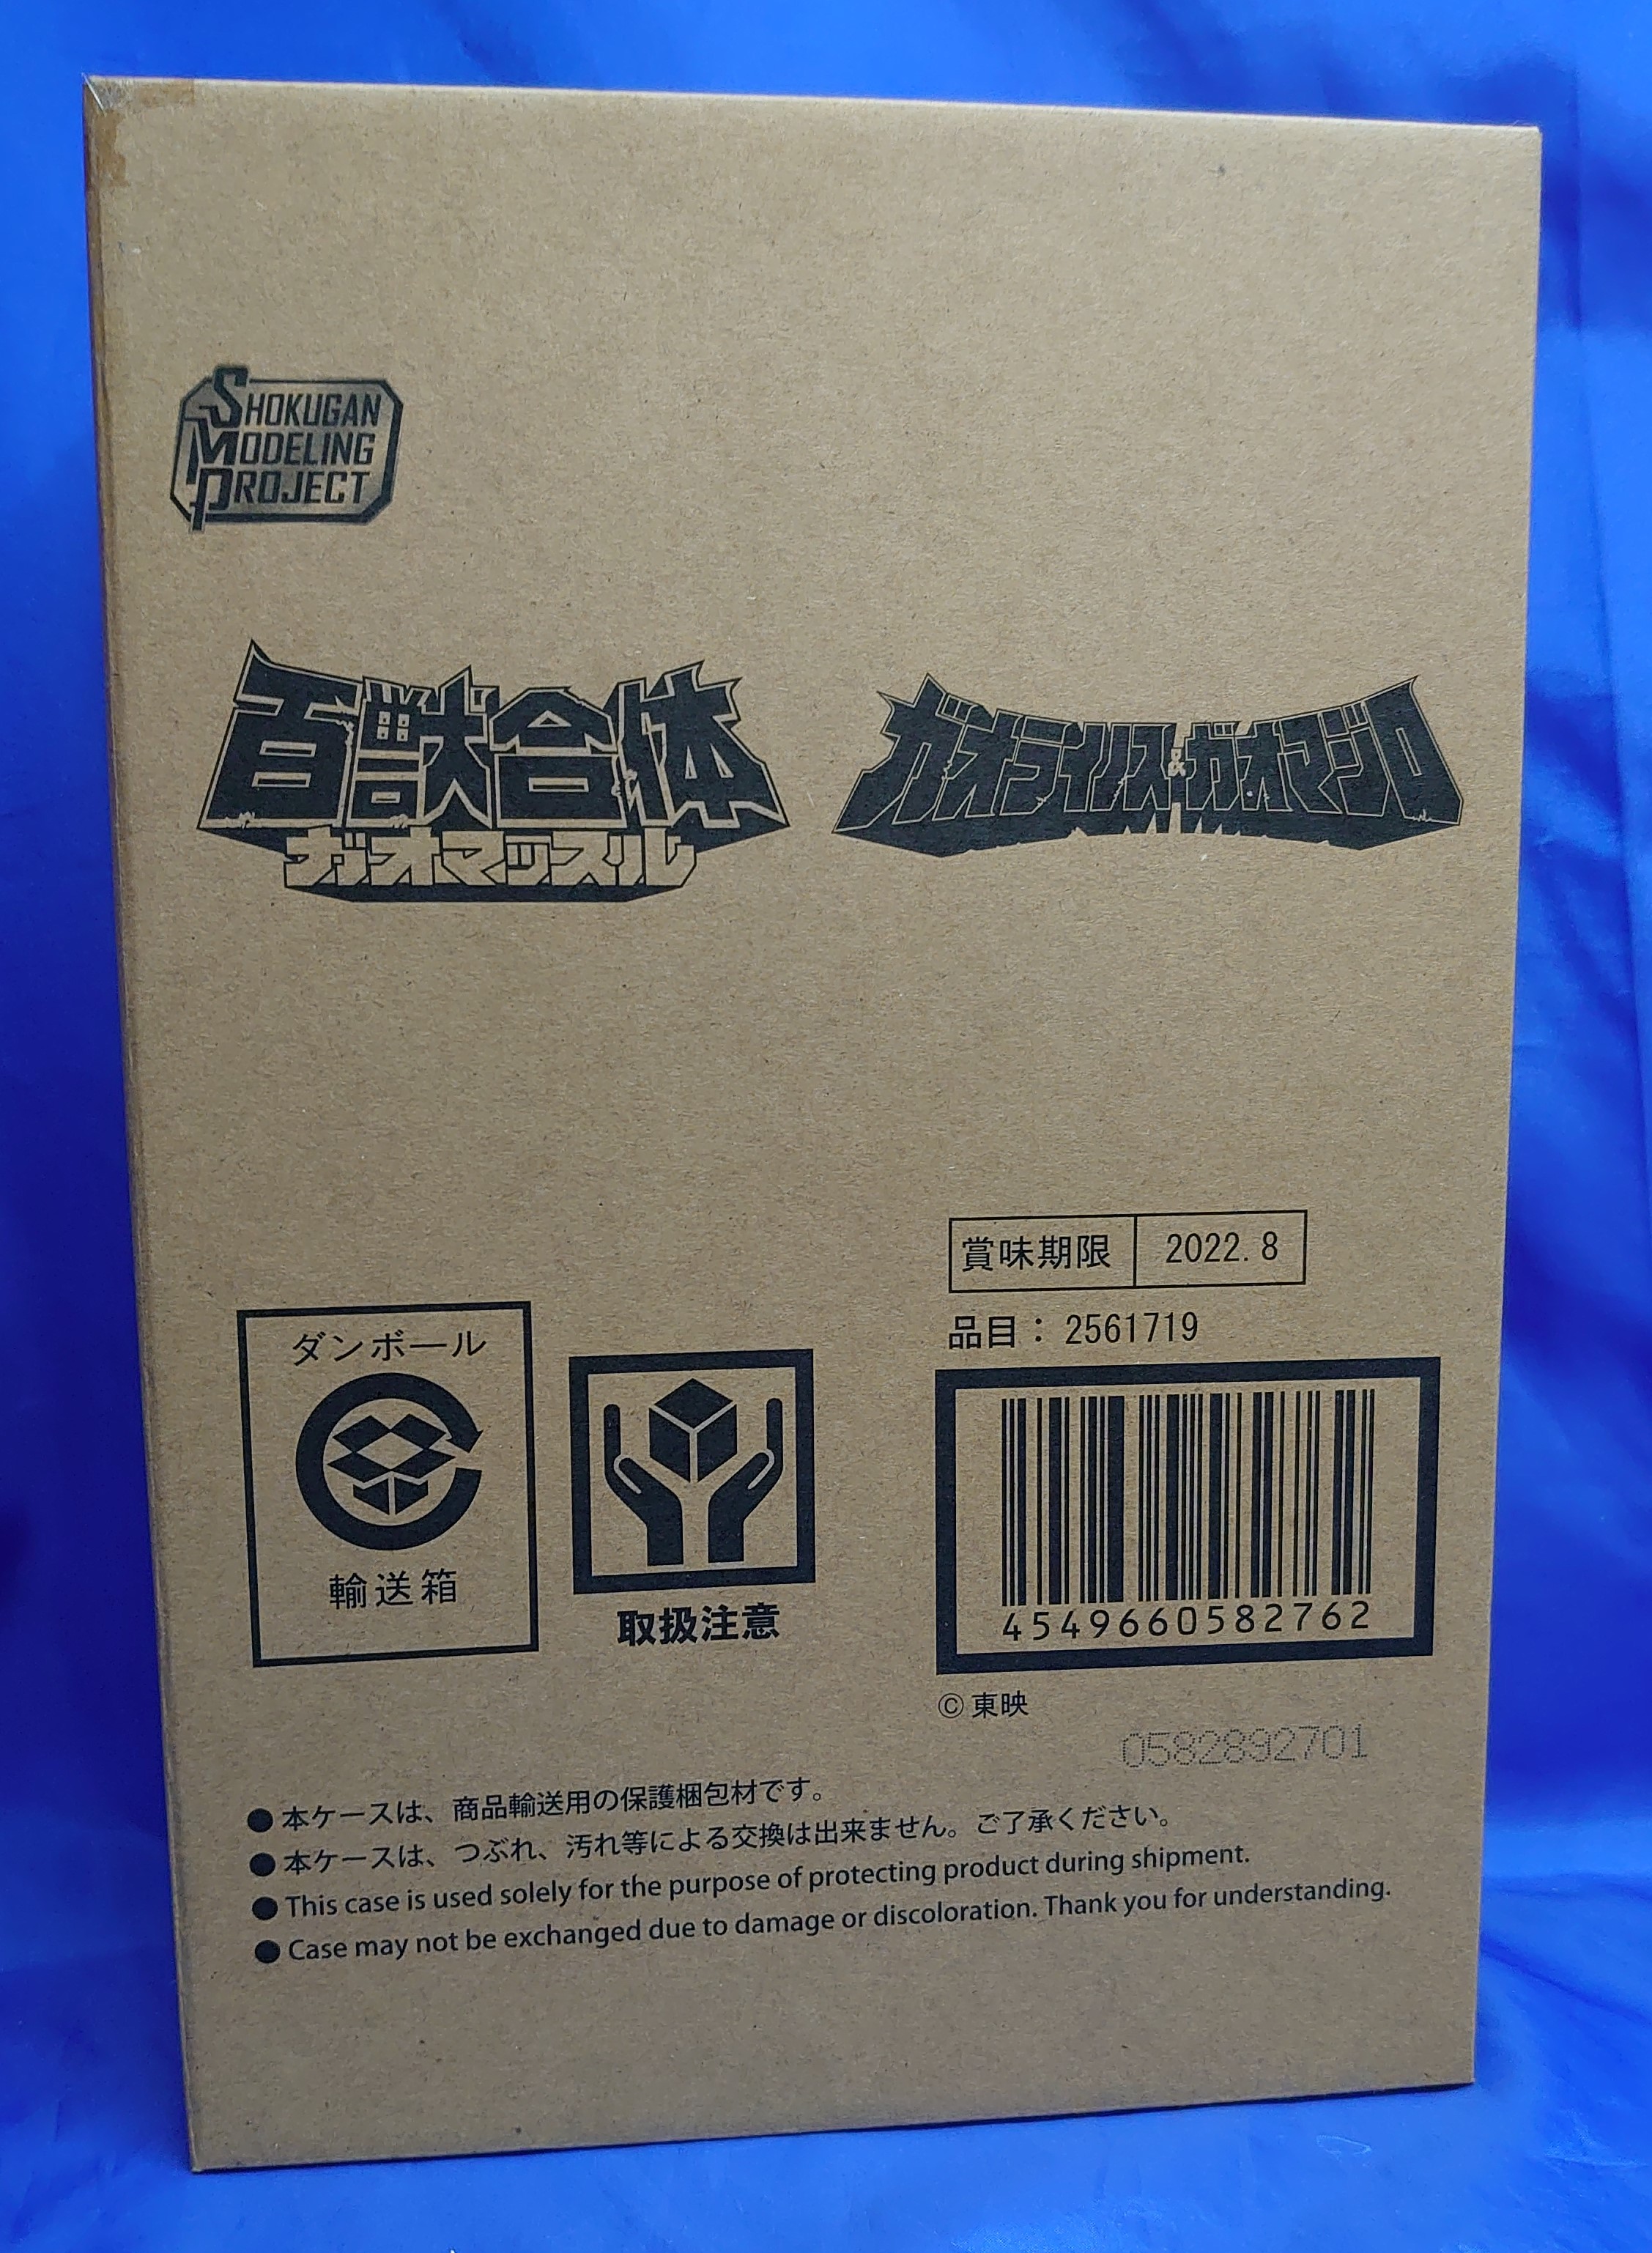 SHOKUGAN
MODELING
PROJECT
百獣合体
ガオマッスル
ガオライノス&ガオマジロ
賞味期限 2022.8
品目：2561719
ダンボール
輸送箱
取扱注意
4549660582762
©東映
0582892701
●本ケースは、商品輸送用の保護梱包材です。
●本ケースは、つぶれ、汚れ等による交換は出来ません。ご了承ください。
●This case is used solely for the purpose of protecting product during shipment.
●Case may not be exchanged due to damage or discoloration. Thank you for understanding.